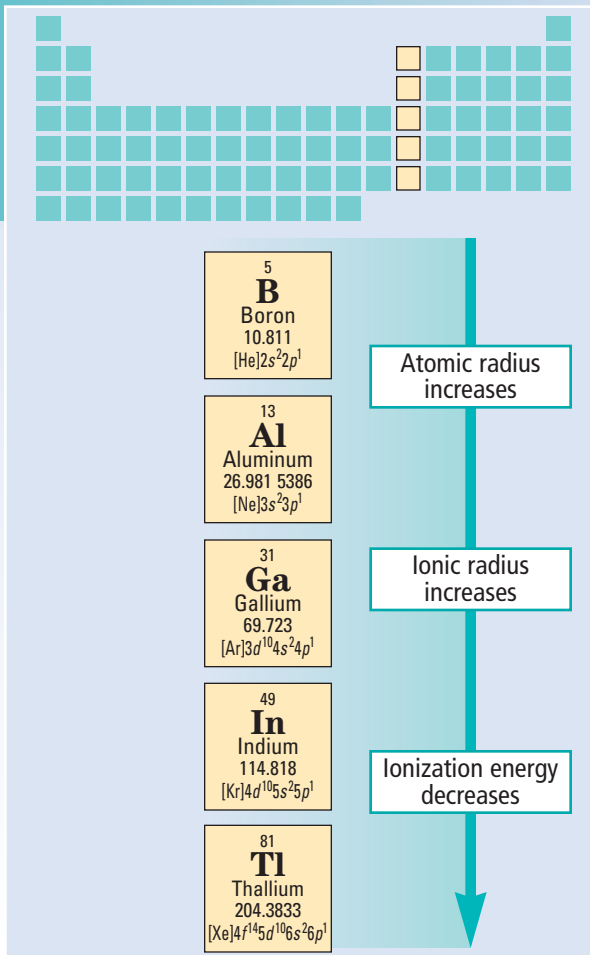 5
B
Boron
10.811
[He]2s²2p¹
Atomic radius
increases
13
Al
Aluminum
26.981 5386
[Ne]3s²3p¹
31
Ga
Gallium
69.723
[Ar]3d¹⁰4s²4p¹
Ionic radius
increases
49
In
Indium
114.818
[Kr]4d¹⁰5s²5p¹
Ionization energy
decreases
81
Tl
Thallium
204.3833
[Xe]4f¹⁴5d¹⁰6s²6p¹